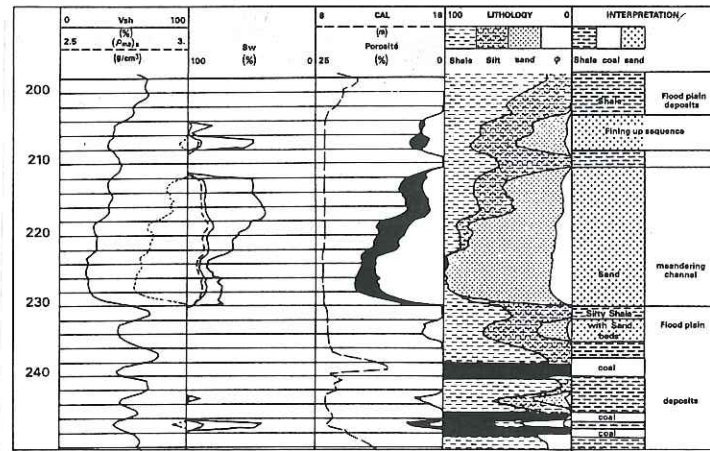 0 Vsh 100
(%)
2.5 (ρma)a 3.
(g/cm³)
Sw
(%)
100 0
8 CAL 18
(in)
Porosité
25 (%) 0
100 LITHOLOGY 0
Shale Silt sand φ
INTERPRETATION
Shale coal sand
200
210
220
230
240
Shale
Flood plain
deposits
Fining up sequence
Sand
meandering
channel
Silty Shale
with Sand
beds
Flood plain
coal
deposits
coal
coal